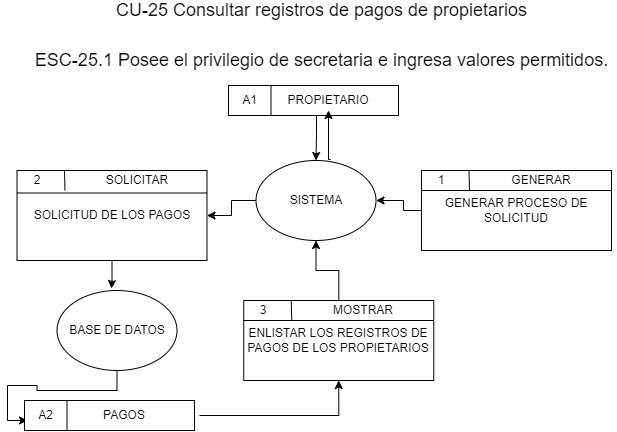 CU-25 Consultar registros de pagos de propietarios
ESC-25.1 Posee el privilegio de secretaria e ingresa valores permitidos.
A1 PROPIETARIO
2 SOLICITAR
SOLICITUD DE LOS PAGOS
SISTEMA
1 GENERAR
GENERAR PROCESO DE
SOLICITUD
BASE DE DATOS
3 MOSTRAR
ENLISTAR LOS REGISTROS DE
PAGOS DE LOS PROPIETARIOS
A2 PAGOS